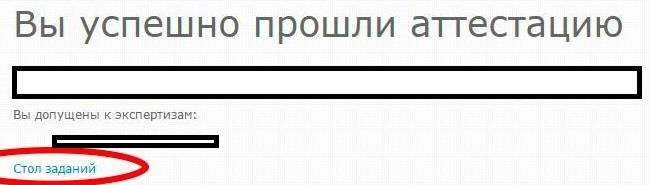 Вы успешно прошли аттестацию
Вы допущены к экспертизам:
Стол заданий